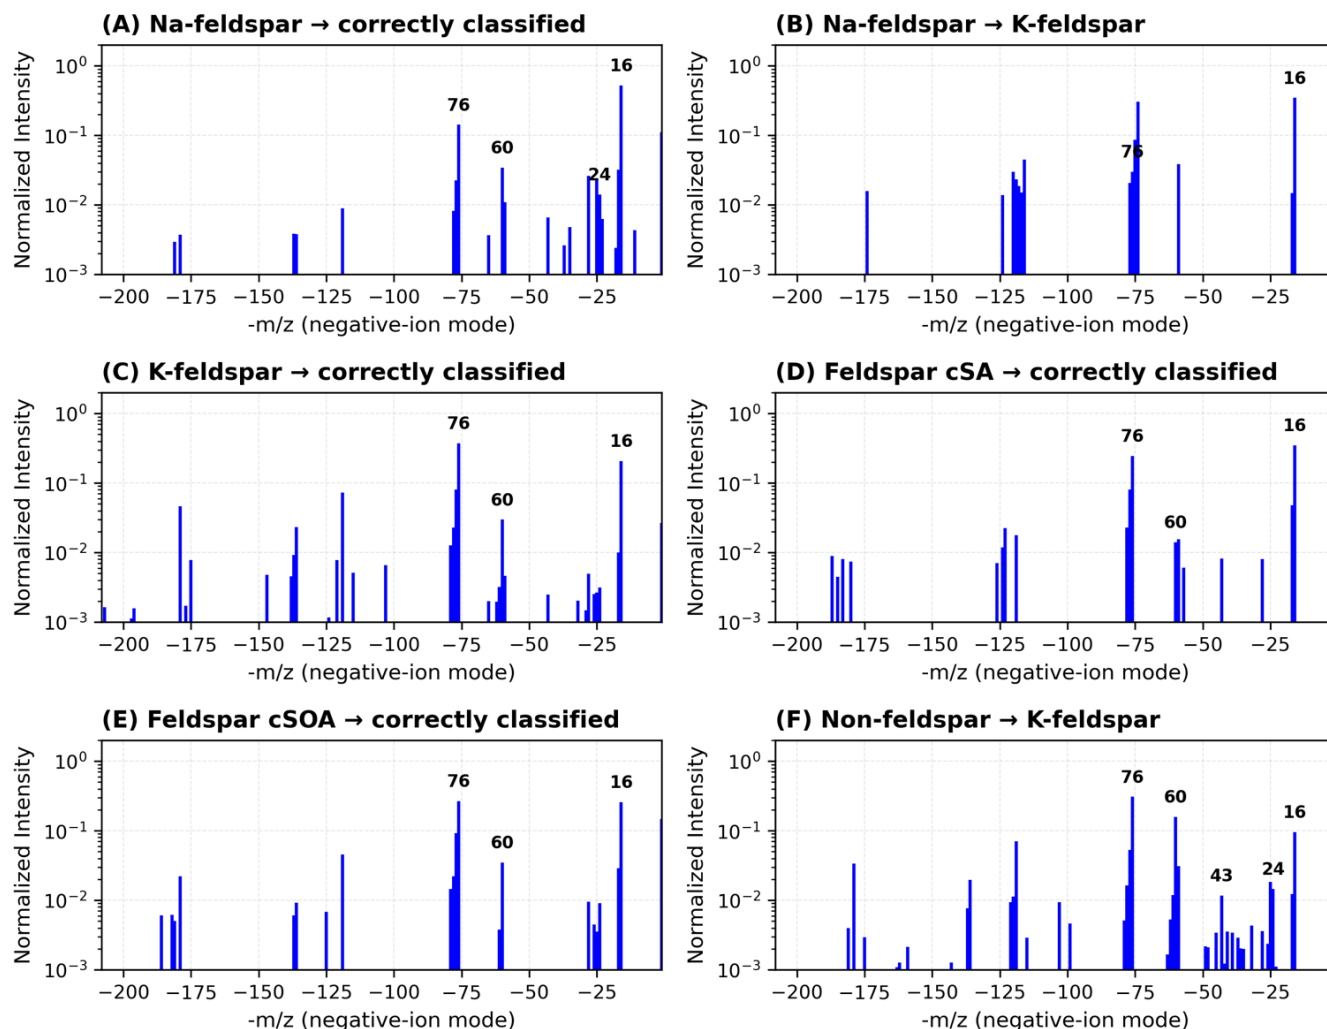 (A) Na-feldspar → correctly classified
Normalized Intensity
10⁰
10⁻¹
10⁻²
10⁻³
76
60
24
16
−200 −175 −150 −125 −100 −75 −50 −25
-m/z (negative-ion mode)
(B) Na-feldspar → K-feldspar
Normalized Intensity
10⁰
10⁻¹
10⁻²
10⁻³
76
16
−200 −175 −150 −125 −100 −75 −50 −25
-m/z (negative-ion mode)
(C) K-feldspar → correctly classified
Normalized Intensity
10⁰
10⁻¹
10⁻²
10⁻³
76
60
16
−200 −175 −150 −125 −100 −75 −50 −25
-m/z (negative-ion mode)
(D) Feldspar cSA → correctly classified
Normalized Intensity
10⁰
10⁻¹
10⁻²
10⁻³
76
60
16
−200 −175 −150 −125 −100 −75 −50 −25
-m/z (negative-ion mode)
(E) Feldspar cSOA → correctly classified
Normalized Intensity
10⁰
10⁻¹
10⁻²
10⁻³
76
60
16
−200 −175 −150 −125 −100 −75 −50 −25
-m/z (negative-ion mode)
(F) Non-feldspar → K-feldspar
Normalized Intensity
10⁰
10⁻¹
10⁻²
10⁻³
76
60
43
24
16
−200 −175 −150 −125 −100 −75 −50 −25
-m/z (negative-ion mode)